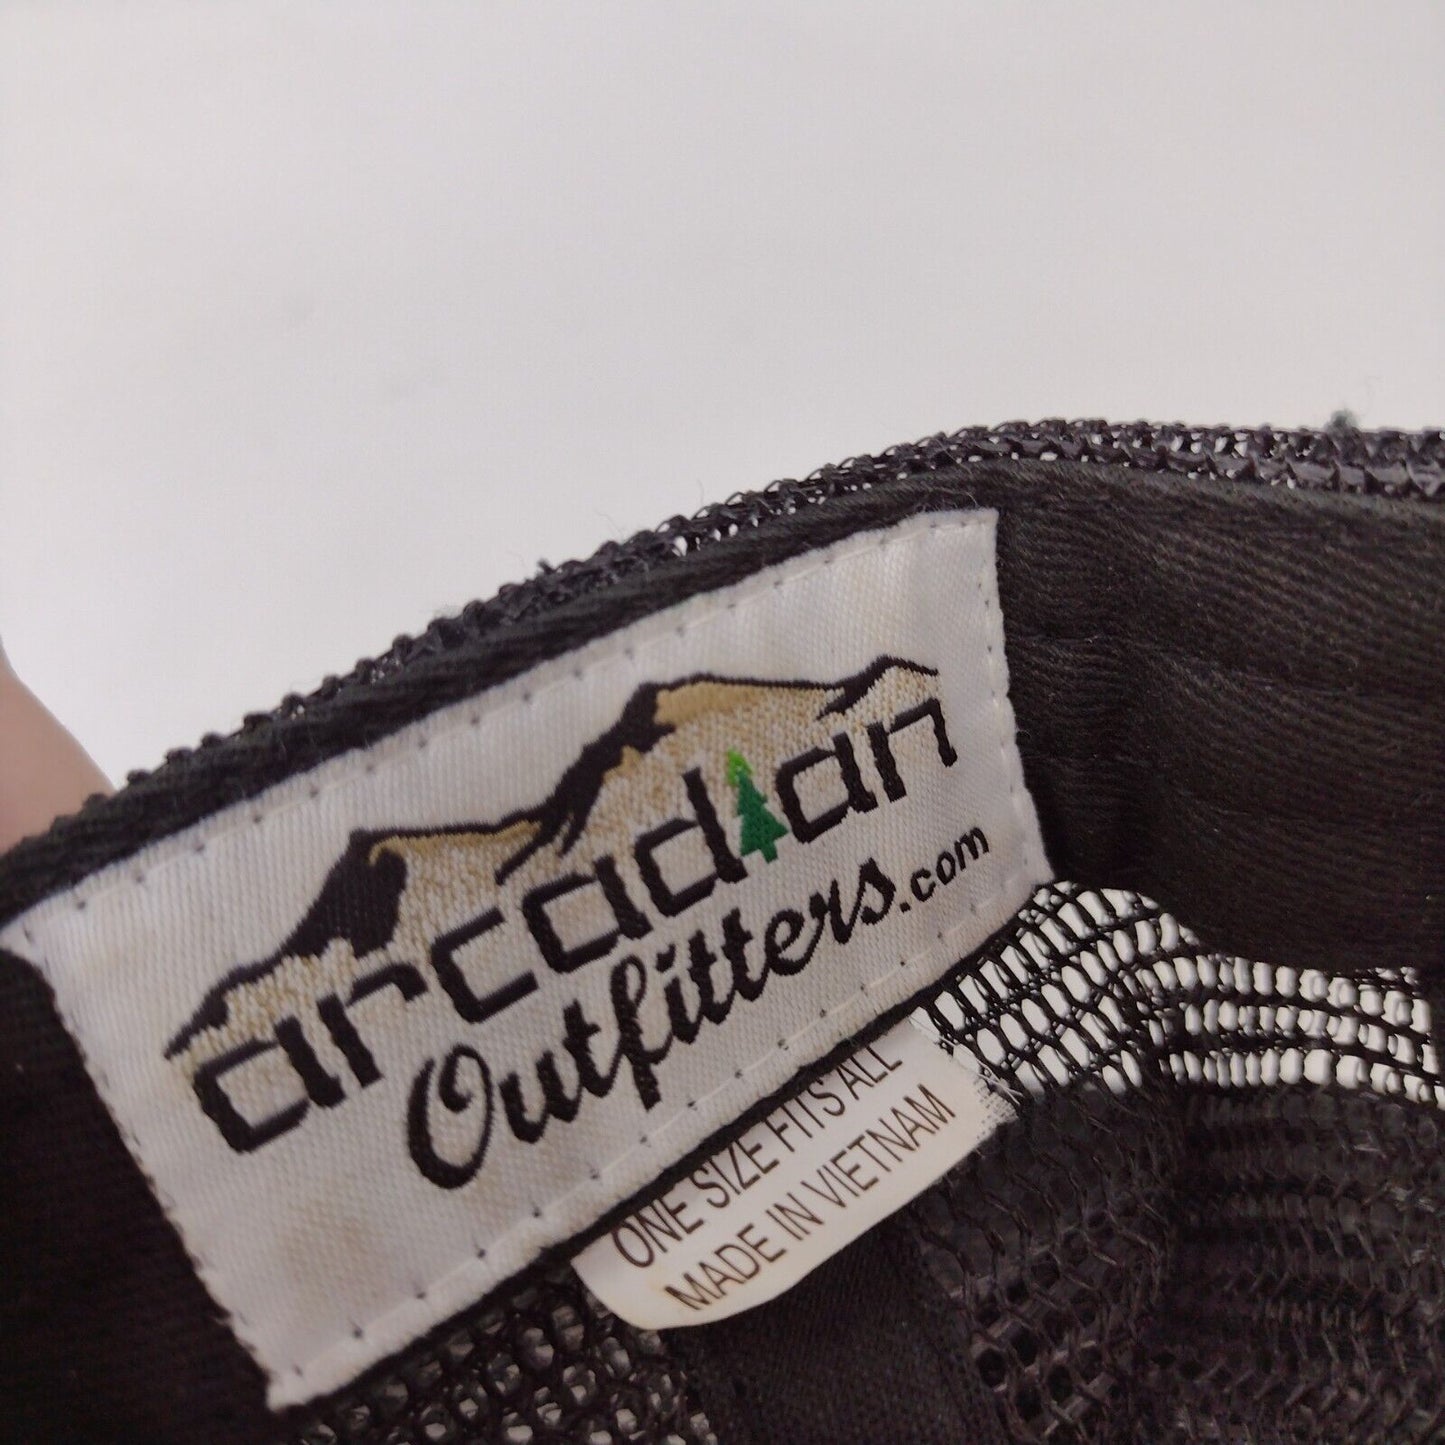 arcadian
Outfitters.com
ONE SIZE FITS ALL
MADE IN VIETNAM